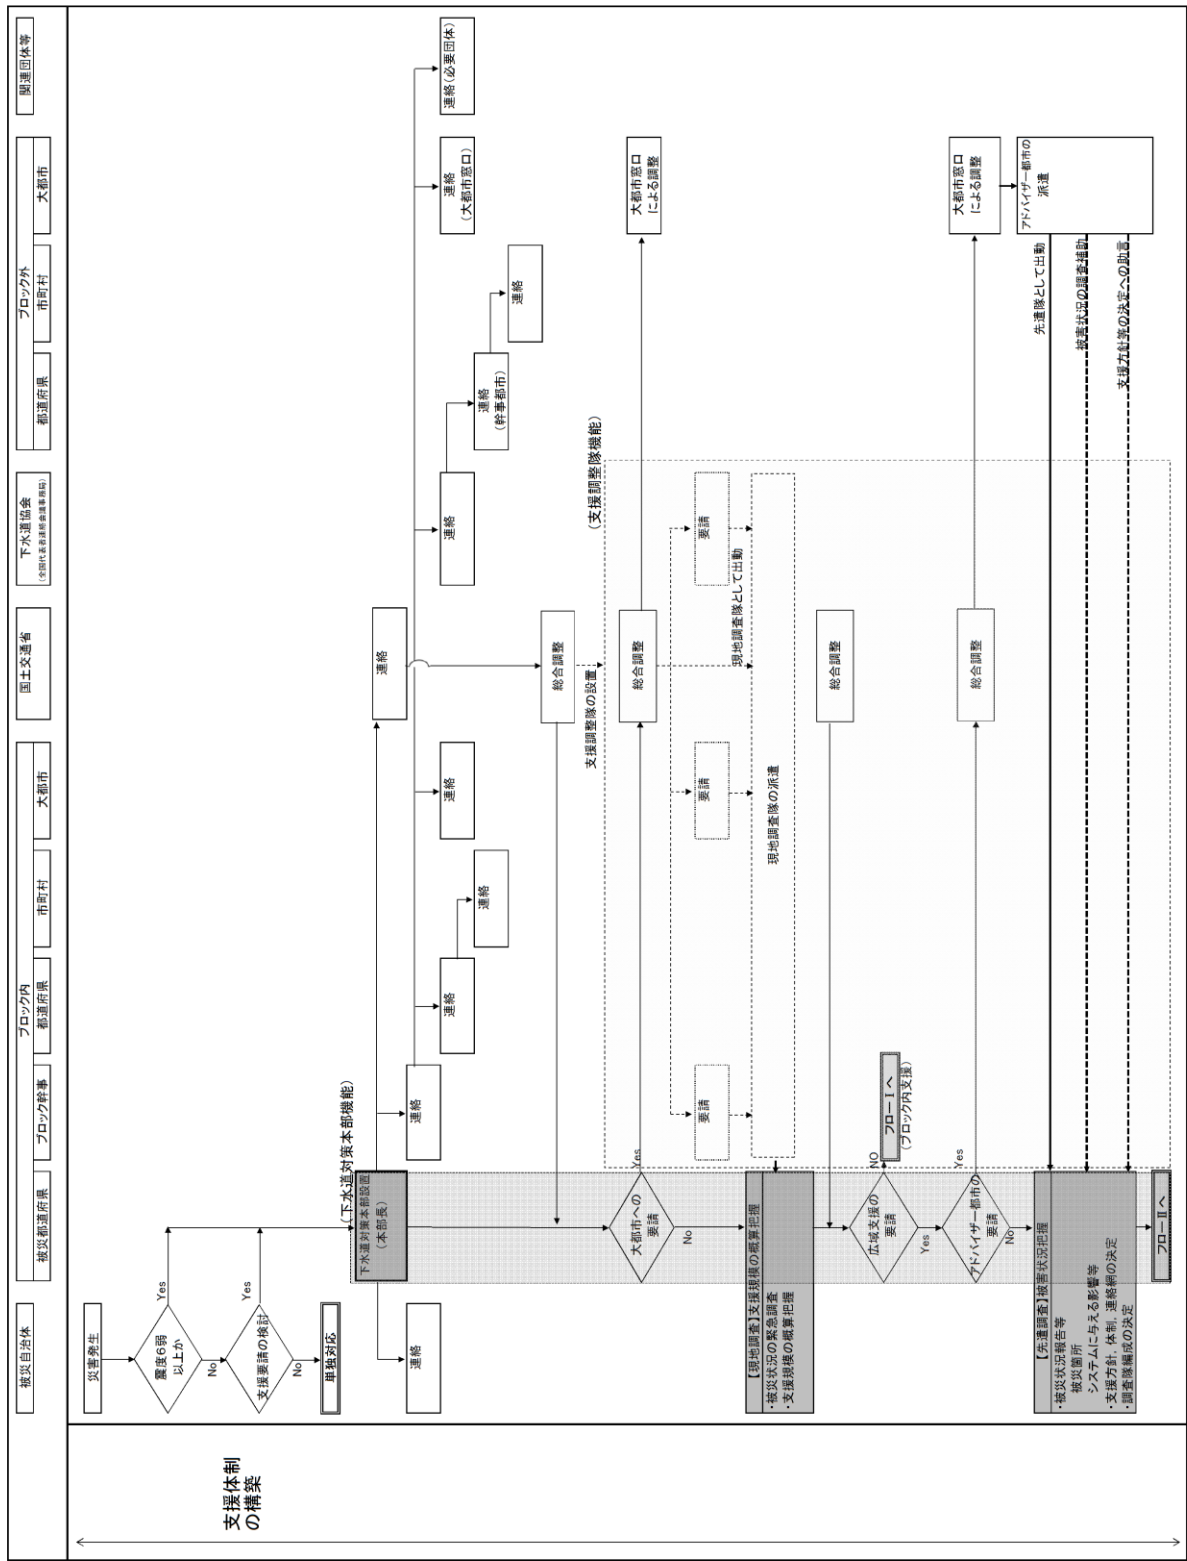 支援体制
の構築
被災自治体
ブロック内
被災都道府県
ブロック幹事
都道府県
市町村
大都市
国土交通省
下水道協会
(全国代表者連絡会議事務局)
ブロック外
都道府県
市町村
大都市
関連団体等
災害発生
震度6弱
以上か
Yes
No
支援要請の検討
Yes
No
単独対応
(下水道対策本部機能)
下水道対策本部設置
(本部長)
連絡
連絡
連絡
連絡
連絡
連絡
連絡
連絡
(幹事都市)
連絡
連絡
(大都市窓口)
連絡(必要団体)
総合調整
支援調整隊の設置
(支援調整隊機能)
大都市への
要請
Yes
No
総合調整
大都市窓口
による調整
要請
要請
要請
現地調査隊として出動
現地調査隊の派遣
【現地調査】支援規模の概算把握
・被災状況の緊急調査
・支援規模の概算把握
総合調整
広域支援の
要請
NO
Yes
フローⅠへ
(ブロック内支援)
アドバイザー都市の
要請
Yes
No
総合調整
大都市窓口
による調整
アドバイザー都市の
派遣
先遣隊として出動
被害状況の調査補助
支援方針等の決定への助言
【先遣調査】被害状況把握
・被災状況報告等
被災箇所
システムに与える影響等
・支援方針，体制，連絡網の決定
・調査隊編成の決定
フローⅡへ